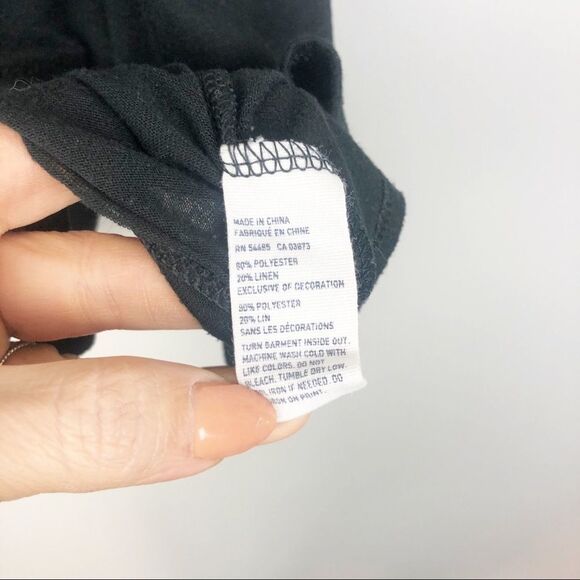 MADE IN CHINA
FABRIQUÉ EN CHINE
RN 54485 CA 03873
80% POLYESTER
20% LINEN
EXCLUSIVE OF DECORATION
80% POLYESTER
20% LIN
SANS LES DÉCORATIONS
TURN GARMENT INSIDE OUT.
MACHINE WASH COLD WITH
LIKE COLORS. DO NOT
BLEACH. TUMBLE DRY LOW.
IRON IF NEEDED. DO
ON PRINT.